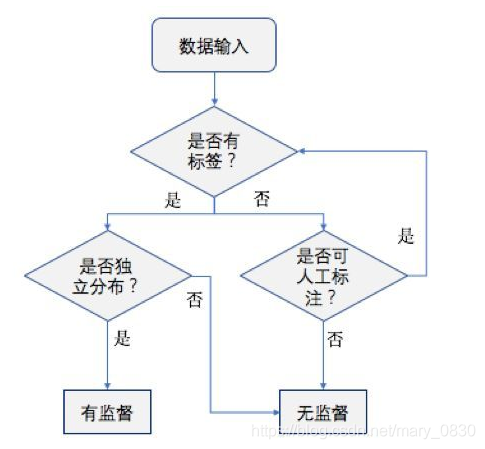 数据输入
是否有
标签？
是
否
是
是否独
立分布？
是否可
人工标
注？
否
是
否
有监督
无监督
https://blog.csdn.net/mary_0830